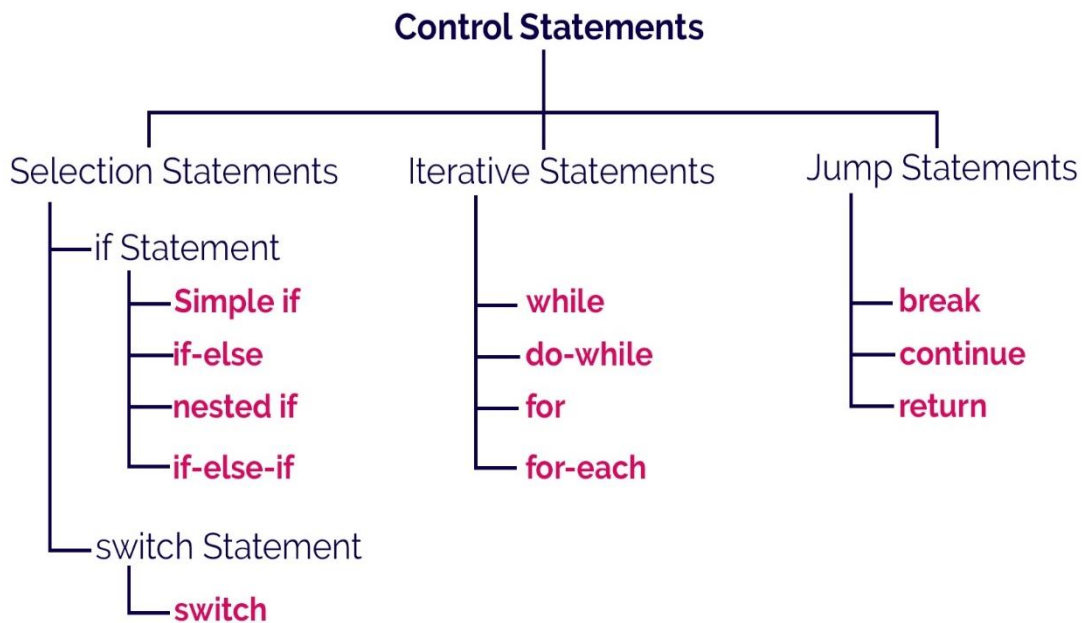 Control Statements
Selection Statements
if Statement
Simple if
if-else
nested if
if-else-if
switch Statement
switch
Iterative Statements
while
do-while
for
for-each
Jump Statements
break
continue
return